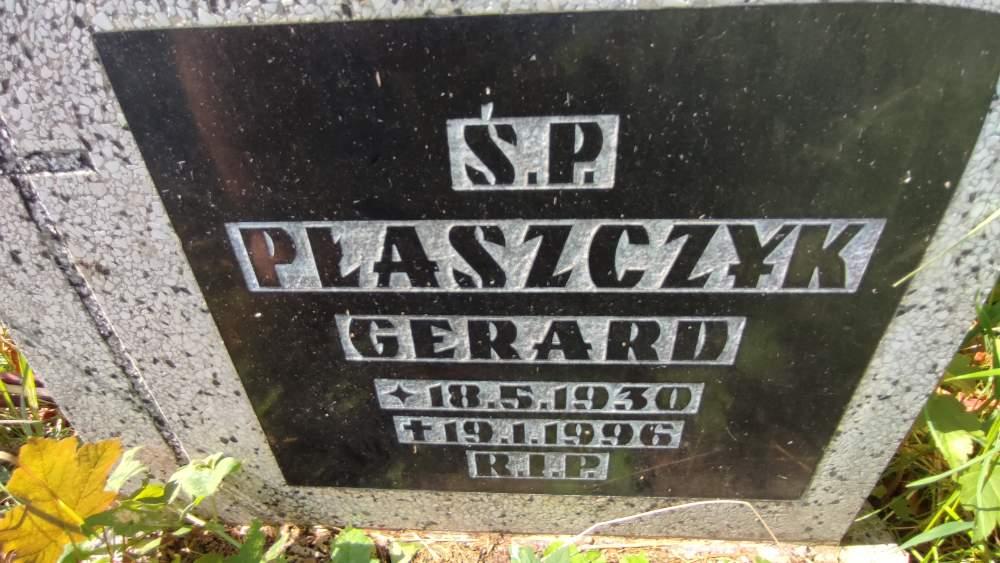 Ś.P.
PŁASZCZYK
GERARD
✦18.5.1930
✝19.1.1996
R.I.P.